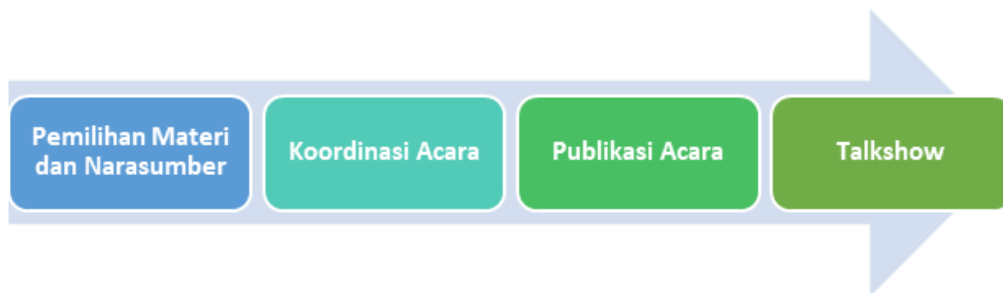 Pemilihan Materi
dan Narasumber
Koordinasi Acara
Publikasi Acara
Talkshow